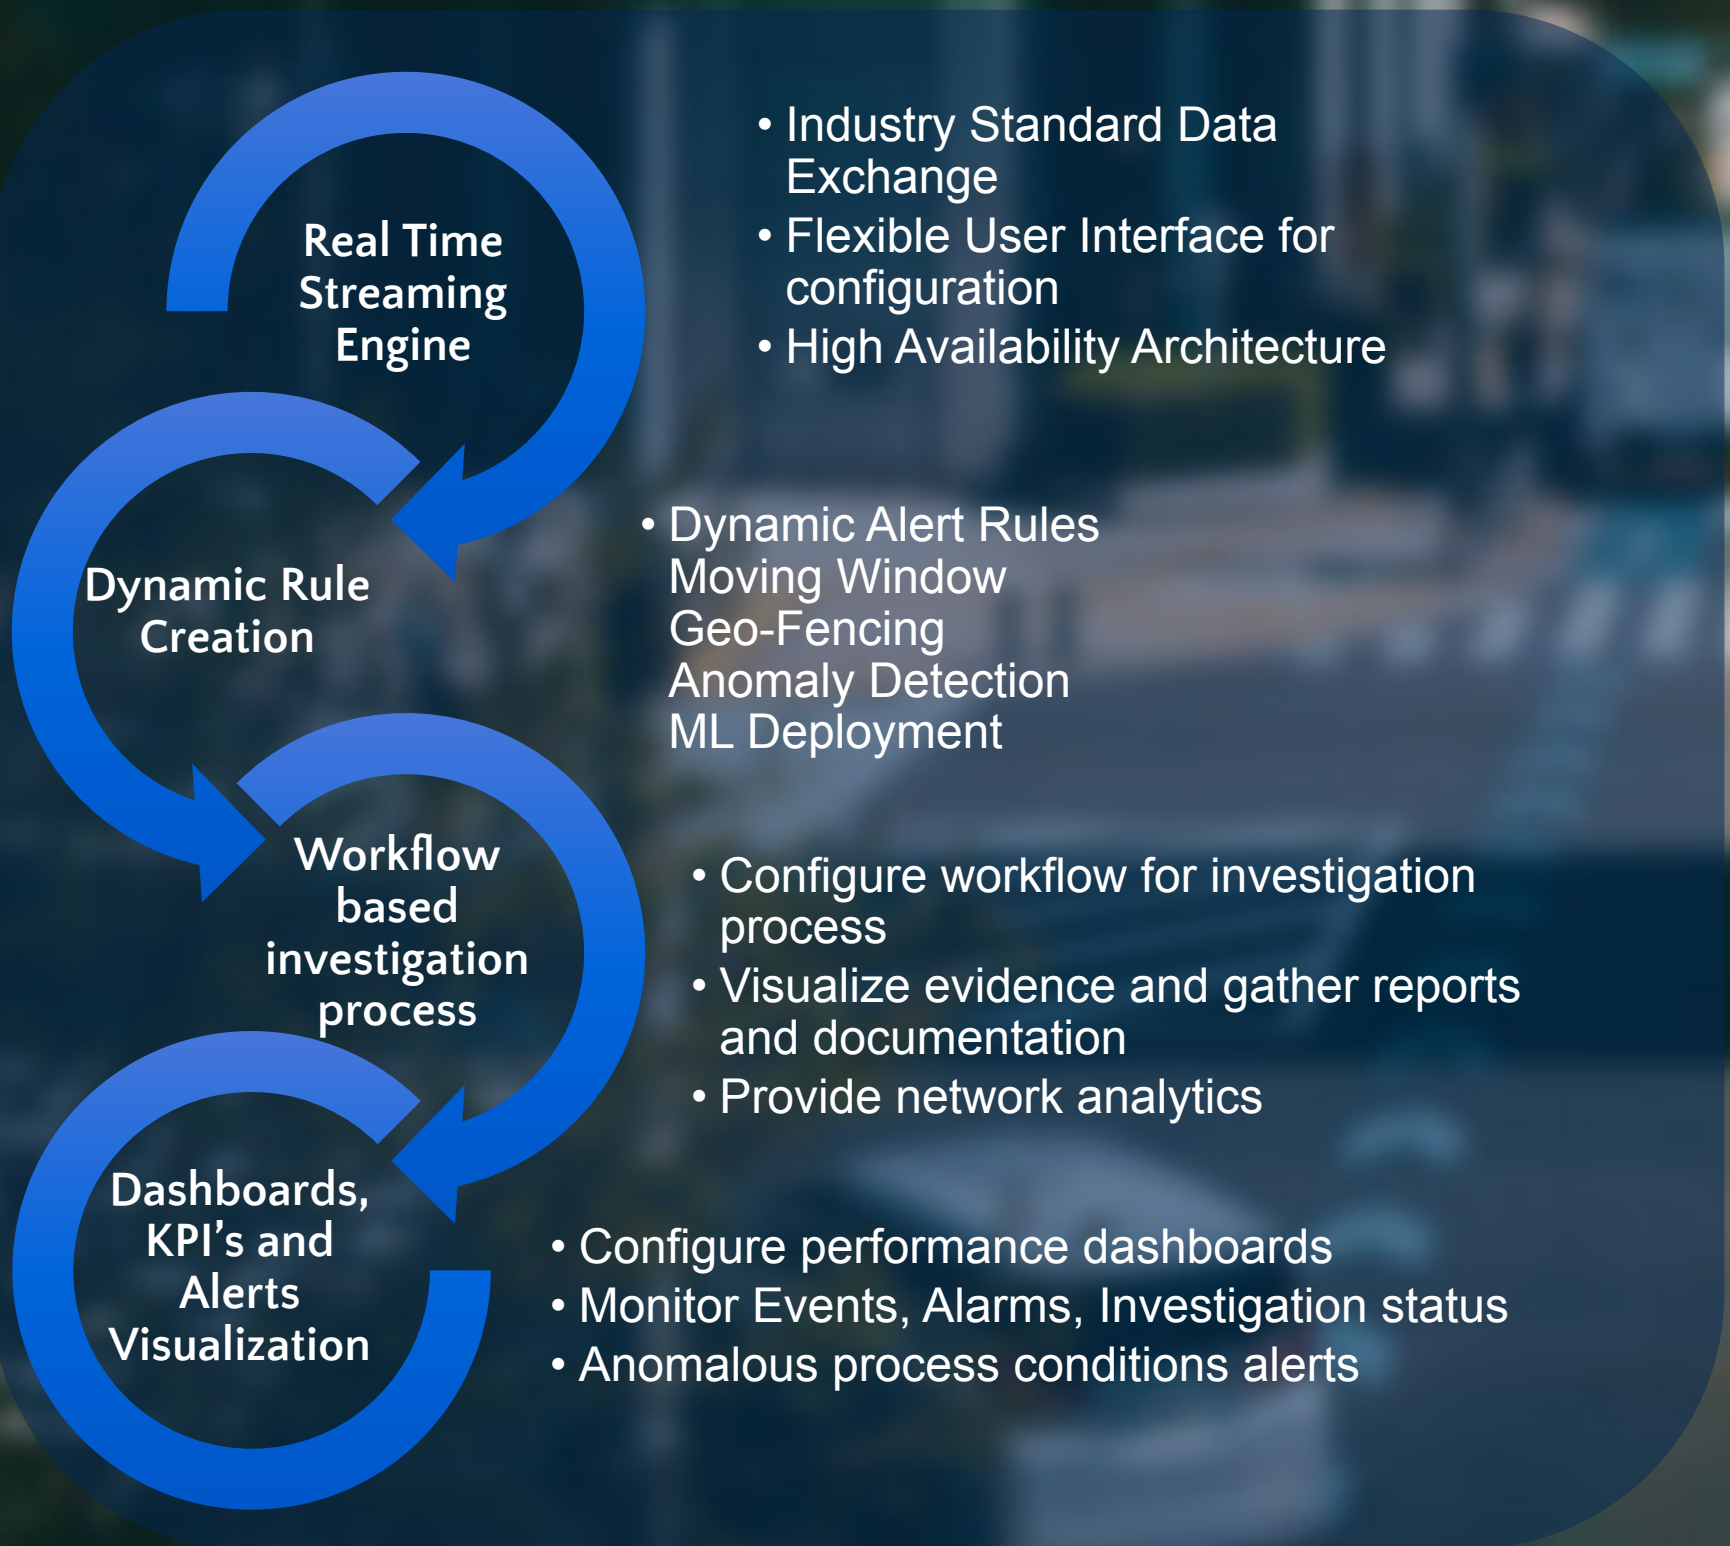 Real Time
Streaming
Engine
• Industry Standard Data
Exchange
• Flexible User Interface for
configuration
• High Availability Architecture
Dynamic Rule
Creation
• Dynamic Alert Rules
Moving Window
Geo-Fencing
Anomaly Detection
ML Deployment
Workflow
based
investigation
process
• Configure workflow for investigation
process
• Visualize evidence and gather reports
and documentation
• Provide network analytics
Dashboards,
KPI’s and
Alerts
Visualization
• Configure performance dashboards
• Monitor Events, Alarms, Investigation status
• Anomalous process conditions alerts